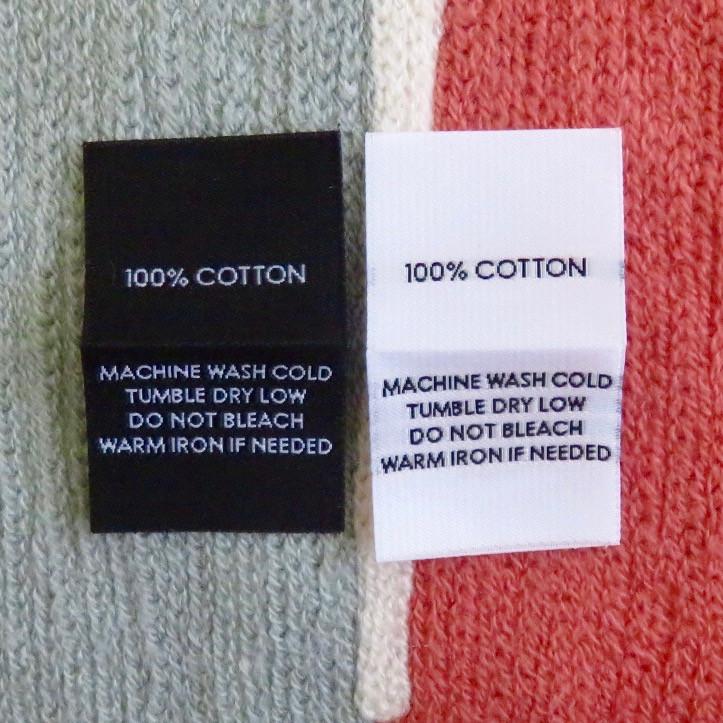 100% COTTON
MACHINE WASH COLD
TUMBLE DRY LOW
DO NOT BLEACH
WARM IRON IF NEEDED
100% COTTON
MACHINE WASH COLD
TUMBLE DRY LOW
DO NOT BLEACH
WARM IRON IF NEEDED